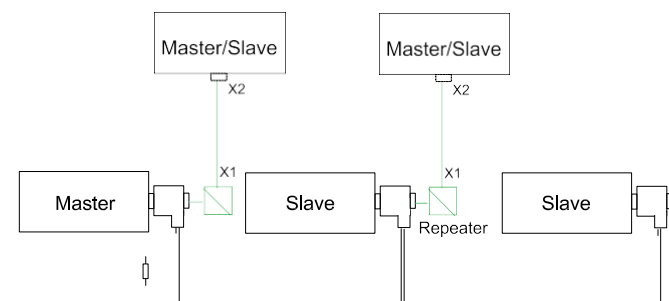 Master/Slave
Master/Slave
X2
X2
X1
X1
Master
Slave
Slave
Repeater